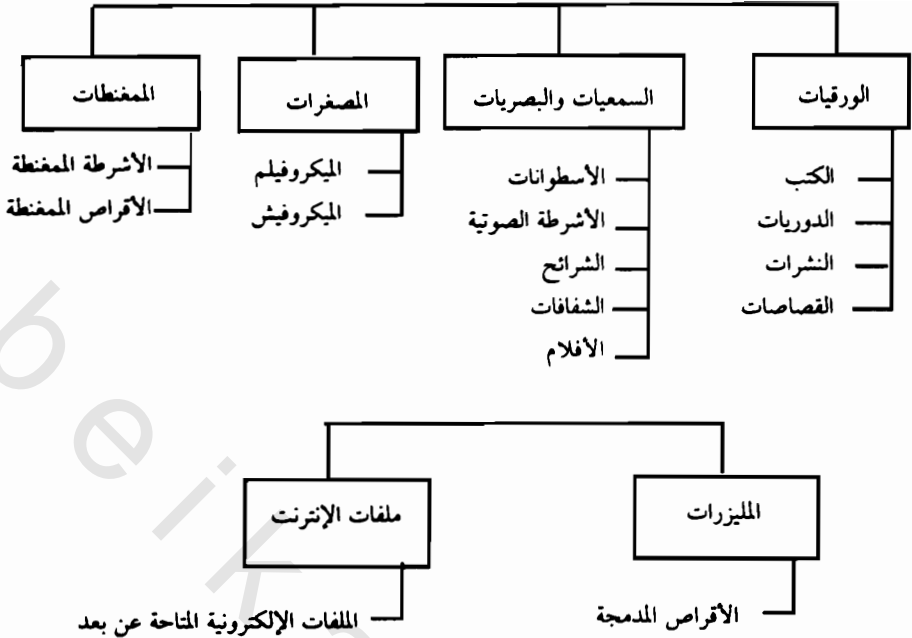 الورقيات
الكتب
الدوريات
النشرات
القصاصات
السمعيات والبصريات
الأسطوانات
الأشرطة الصوتية
الشرائح
الشفافات
الأفلام
المصغرات
الميكروفيلم
الميكروفيش
الممغنطات
الأشرطة الممغنطة
الأقراص الممغنطة
المليزرات
الأقراص المدمجة
ملفات الإنترنت
الملفات الإلكترونية المتاحة عن بعد